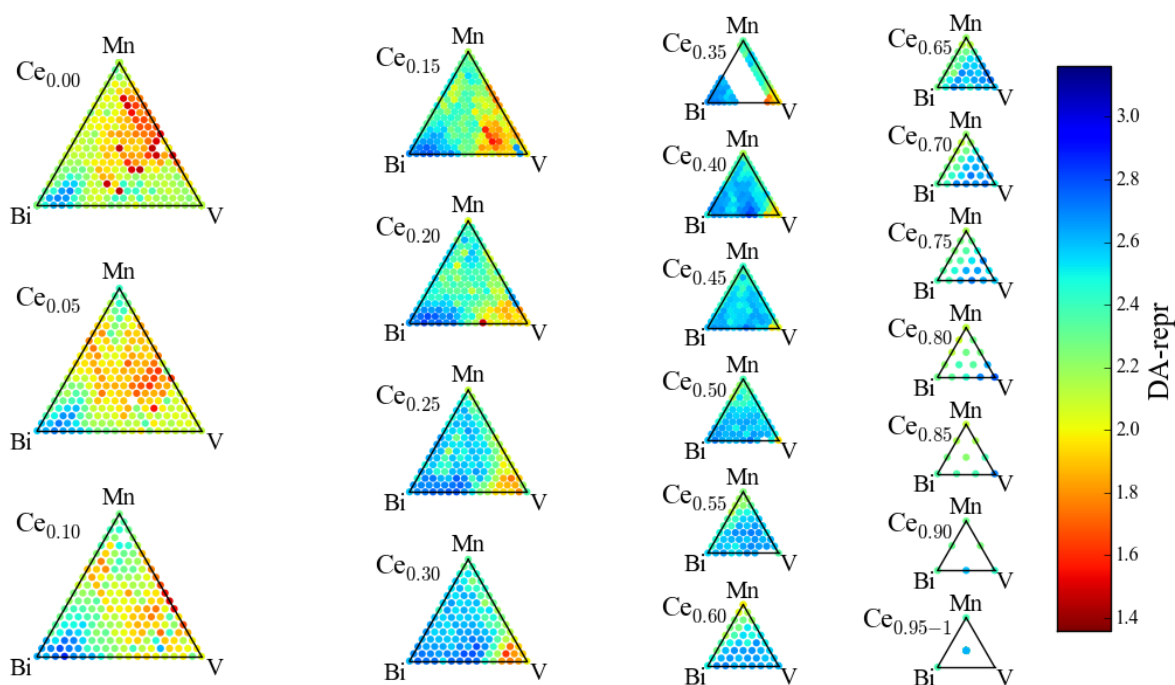 Mn
Ce0.00
Bi
V
Mn
Ce0.05
Bi
V
Mn
Ce0.10
Bi
V
Mn
Ce0.15
Bi
V
Mn
Ce0.20
Bi
V
Mn
Ce0.25
Bi
V
Mn
Ce0.30
Bi
V
Mn
Ce0.35
Bi
V
Mn
Ce0.40
Bi
V
Mn
Ce0.45
Bi
V
Mn
Ce0.50
Bi
V
Mn
Ce0.55
Bi
V
Mn
Ce0.60
Bi
V
Mn
Ce0.65
Bi
V
Mn
Ce0.70
Bi
V
Mn
Ce0.75
Bi
V
Mn
Ce0.80
Bi
V
Mn
Ce0.85
Bi
V
Mn
Ce0.90
Bi
V
Mn
Ce0.95−1
Bi
V
3.0
2.8
2.6
2.4
2.2
2.0
1.8
1.6
1.4
DA-repr